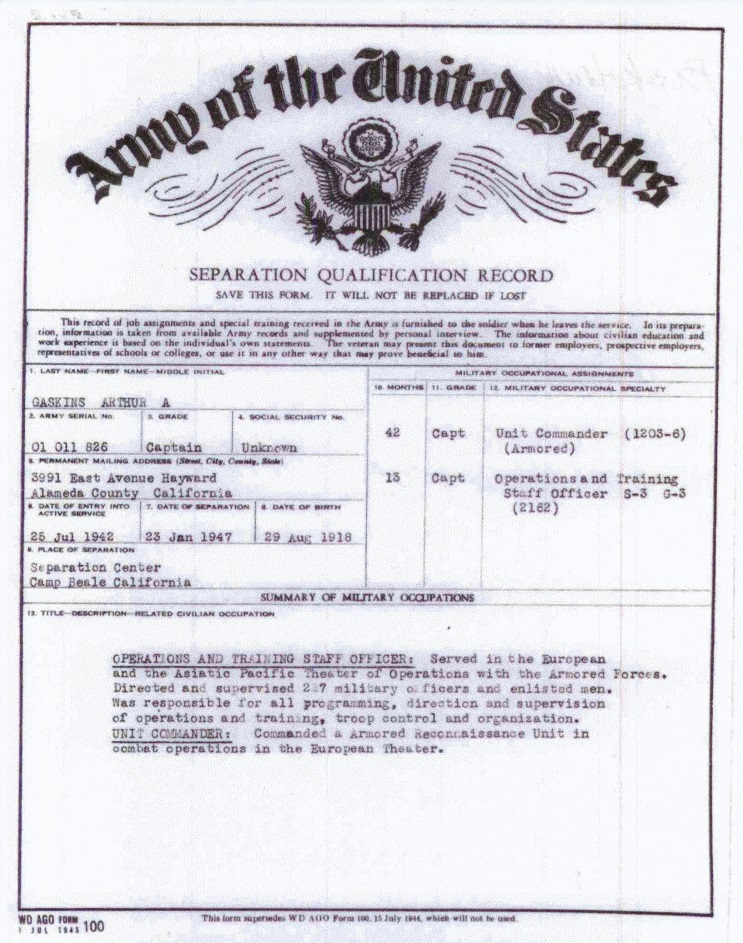 Army of the United States
SEPARATION QUALIFICATION RECORD
SAVE THIS FORM. IT WILL NOT BE REPLACED IF LOST
This record of job assignments and special training received in the Army is furnished to the soldier when he leaves the service. In its prepara-
tion, information is taken from available Army records and supplemented by personal interview. The information about civilian education and
work experience is based on the individual's own statements. The veteran may present this document to former employers, prospective employers,
representatives of schools or colleges, or use it in any other way that may prove beneficial to him.
1. LAST NAME—FIRST NAME—MIDDLE INITIAL
GASKINS ARTHUR A
2. ARMY SERIAL No. 3. GRADE 4. SOCIAL SECURITY No.
01 011 826 Captain Unknown
5. PERMANENT MAILING ADDRESS (Street, City, County, State)
3991 East Avenue Hayward
Alameda County California
6. DATE OF ENTRY INTO ACTIVE SERVICE 7. DATE OF SEPARATION 8. DATE OF BIRTH
25 Jul 1942 23 Jan 1947 29 Aug 1918
9. PLACE OF SEPARATION
Separation Center
Camp Beale California
MILITARY OCCUPATIONAL ASSIGNMENTS
10. MONTHS 11. GRADE 12. MILITARY OCCUPATIONAL SPECIALTY
42 Capt Unit Commander (1203-6)
(Armored)
13 Capt Operations and Training
Staff Officer S-3 G-3
(2162)
SUMMARY OF MILITARY OCCUPATIONS
13. TITLE—DESCRIPTION—RELATED CIVILIAN OCCUPATION
OPERATIONS AND TRAINING STAFF OFFICER: Served in the European
and the Asiatic Pacific Theater of Operations with the Armored Forces.
Directed and supervised military officers and enlisted men.
Was responsible for all programming, direction and supervision
of operations and training, troop control and organization.
UNIT COMMANDER: Commanded a Armored Reconnaissance Unit in
combat operations in the European Theater.
WD AGO FORM 100
1 JUL 1945
This form supersedes WD AGO Form 100, 15 July 1944, which will not be used.